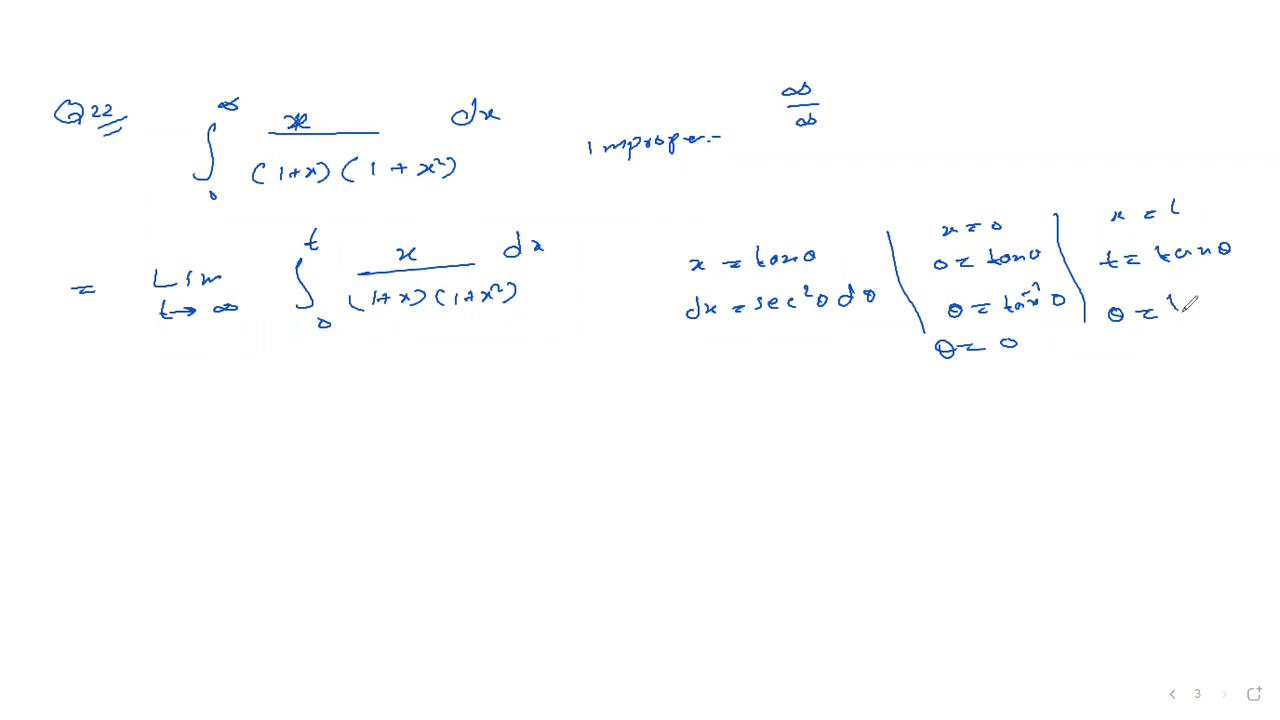 Q22 ∫₀^∞ x / (1+x)(1+x²) dx improper ∞/∞
= Lim t→∞ ∫₀^t x / (1+x)(1+x²) dx
x = tanθ
dx = sec²θ dθ
x = 0
0 = tanθ
θ = tan⁻¹ 0
θ = 0
x = t
t = tanθ
θ = t
3